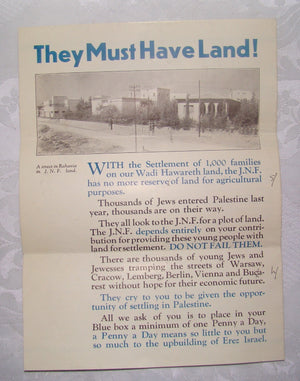 They Must Have Land!
A street in Rahavia
in J. N. F. land.
WITH the Settlement of 1,000 families
on our Wadi Hawareth land, the J.N.F.
has no more reserve of land for agricultural
purposes.
Thousands of Jews entered Palestine last
year, thousands are on their way.
They all look to the J.N.F. for a plot of land.
The J.N.F. depends entirely on your contri-
bution for providing these young people with
land for settlement. DO NOT FAIL THEM.
There are thousands of young Jews and
Jewesses tramping the streets of Warsaw,
Cracow, Lemberg, Berlin, Vienna and Buca-
rest without hope for their economic future.
They cry to you to be given the oppor-
tunity of settling in Palestine.
All we ask of you is to place in your
Blue box a minimum of one Penny a Day,
a Penny a Day means so little to you but
so much to the upbuilding of Erez Israel.